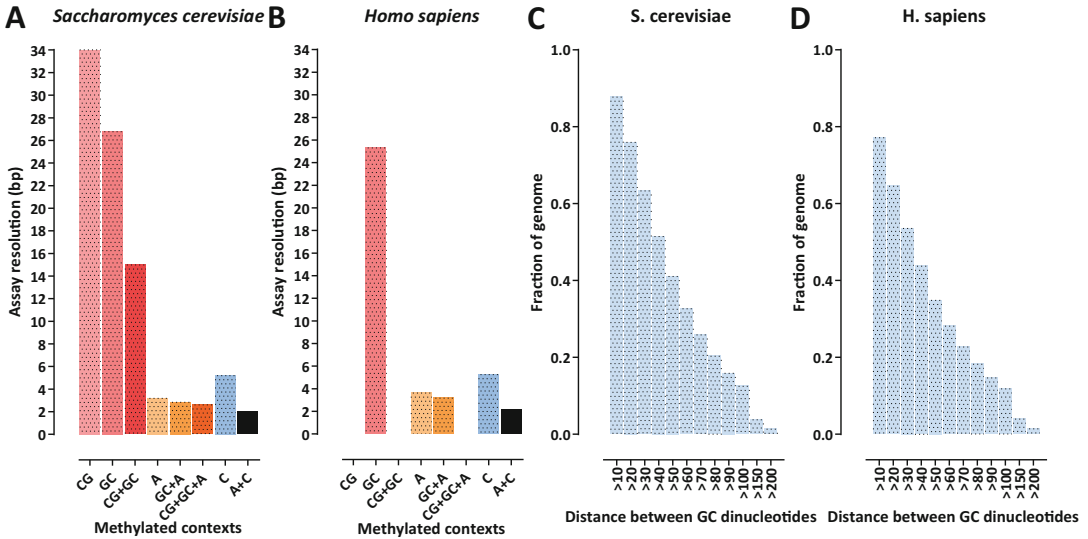 A
Saccharomyces cerevisiae
Assay resolution (bp)
34
32
30
28
26
24
22
20
18
16
14
12
10
8
6
4
2
0
CG
GC
CG+GC
A
GC+A
CG+GC+A
C
A+C
Methylated contexts
B
Homo sapiens
Assay resolution (bp)
34
32
30
28
26
24
22
20
18
16
14
12
10
8
6
4
2
0
CG
GC
CG+GC
A
GC+A
CG+GC+A
C
A+C
Methylated contexts
C
S. cerevisiae
Fraction of genome
1.0
0.8
0.6
0.4
0.2
0.0
>10
>20
>30
>40
>50
>60
>70
>80
>90
>100
>150
>200
Distance between GC dinucleotides
D
H. sapiens
Fraction of genome
1.0
0.8
0.6
0.4
0.2
0.0
>10
>20
>30
>40
>50
>60
>70
>80
>90
>100
>150
>200
Distance between GC dinucleotides